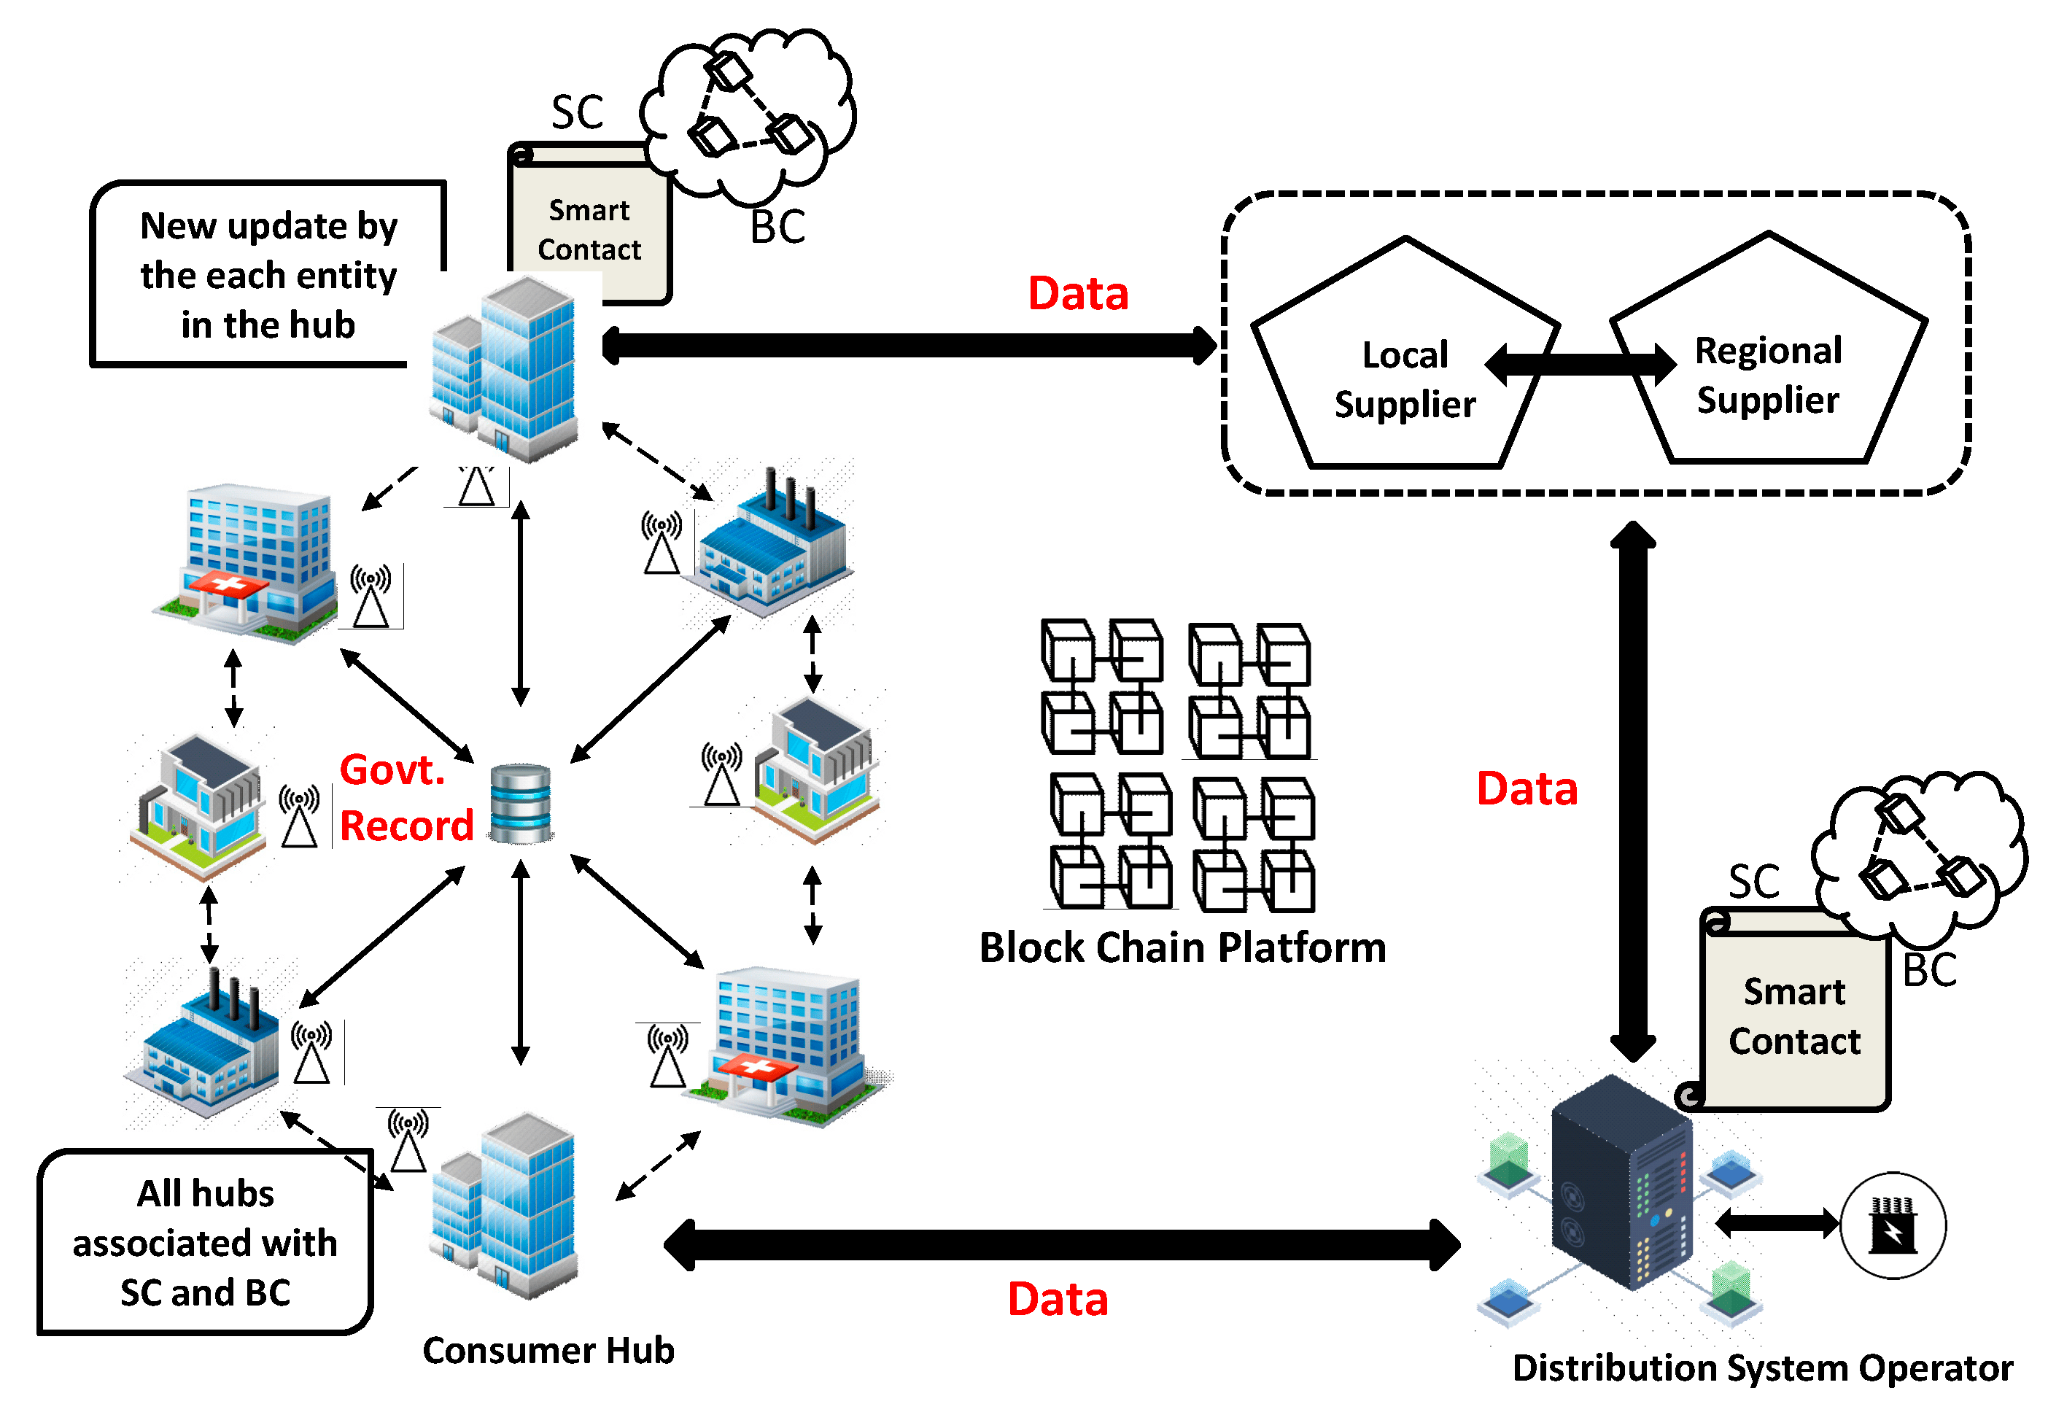 SC
BC
Smart
Contact
New update by
the each entity
in the hub
Data
Local
Supplier
Regional
Supplier
Govt.
Record
Block Chain Platform
Data
SC
BC
Smart
Contact
All hubs
associated with
SC and BC
Data
Consumer Hub
Distribution System Operator